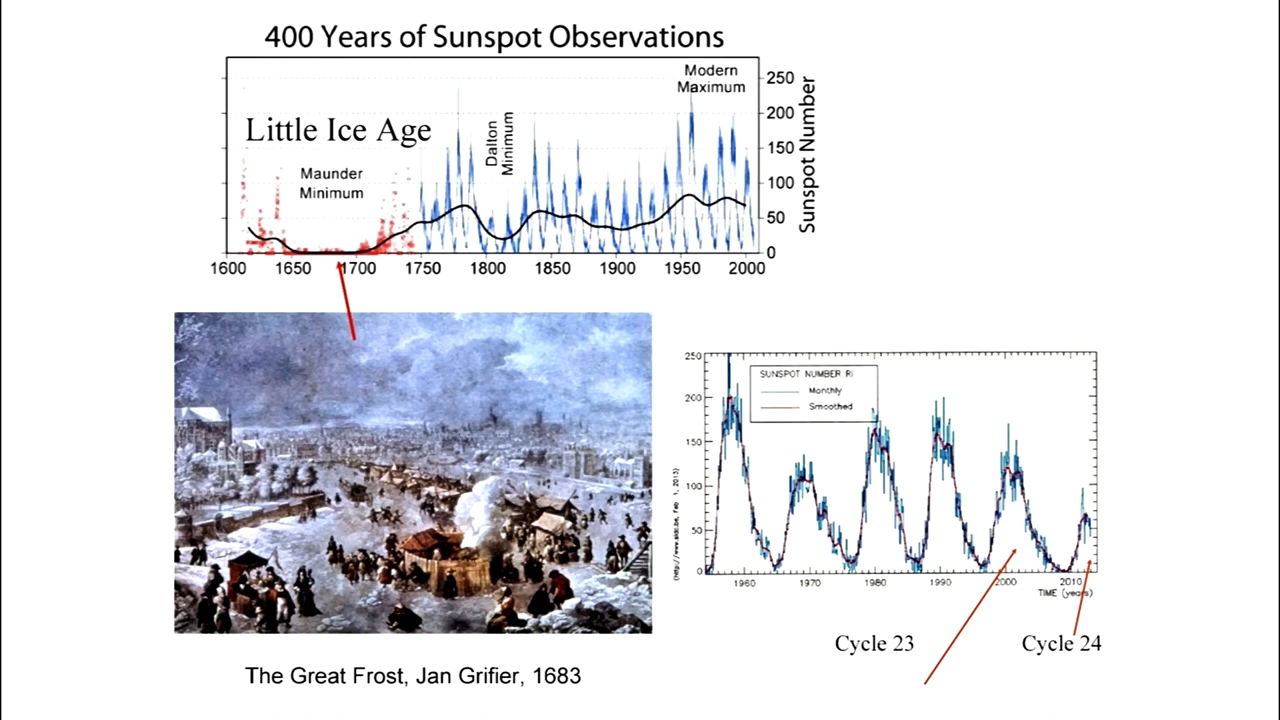 400 Years of Sunspot Observations
Modern
Maximum
Little Ice Age
Dalton
Minimum
Maunder
Minimum
250
200
150
100
50
0
Sunspot Number
1600 1650 1700 1750 1800 1850 1900 1950 2000
The Great Frost, Jan Grifier, 1683
250
200
150
100
50
0
SUNSPOT NUMBER Ri
Monthly
Smoothed
1960 1970 1980 1990 2000 2010
TIME (years)
Cycle 23
Cycle 24